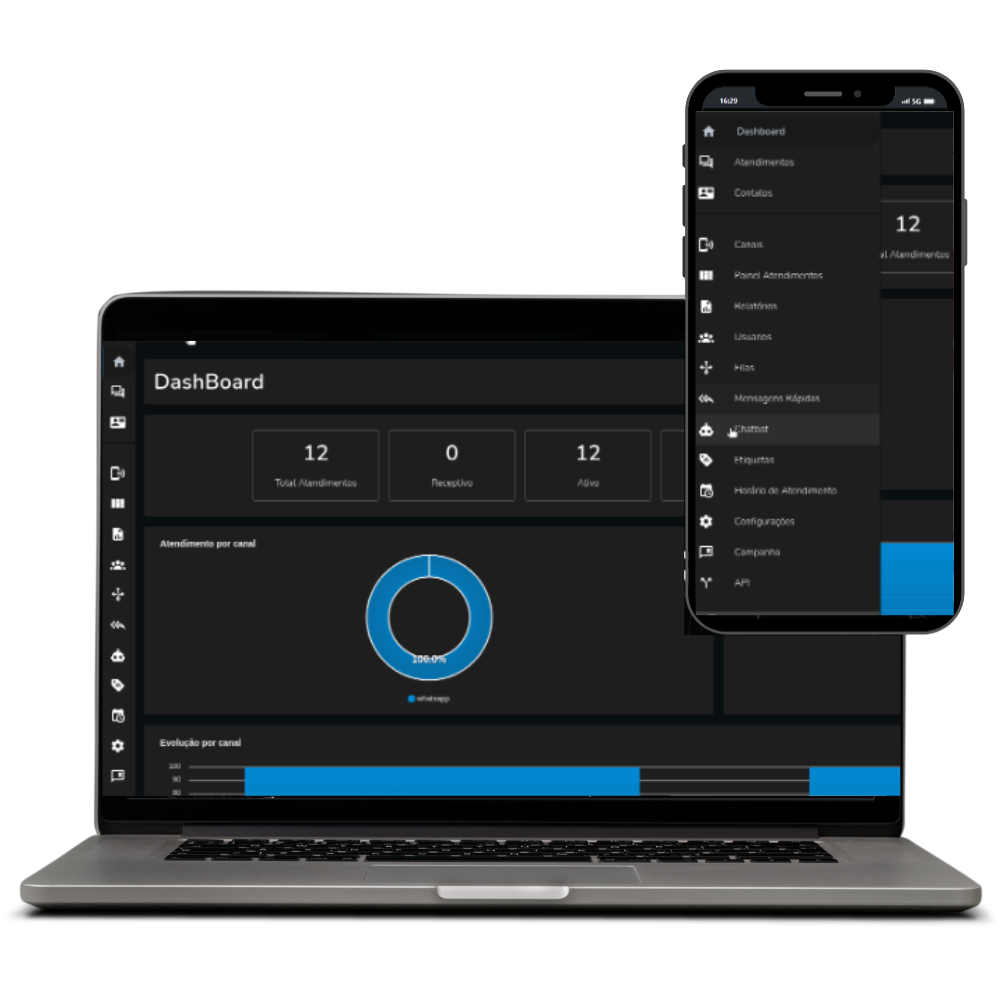 16:29
5G
Dashboard
Atendimentos
Contatos
Canais
Painel Atendimentos
Relatórios
Usuarios
Filas
Mensagens Rápidas
Chatbot
Etiquetas
Horário de Atendimento
Configurações
Campanha
API
12
al Atendimentos
DashBoard
12
Total Atendimentos
0
Receptivo
12
Ativo
Atendimento por canal
100.0%
whatsapp
Evolução por canal
100
90
80